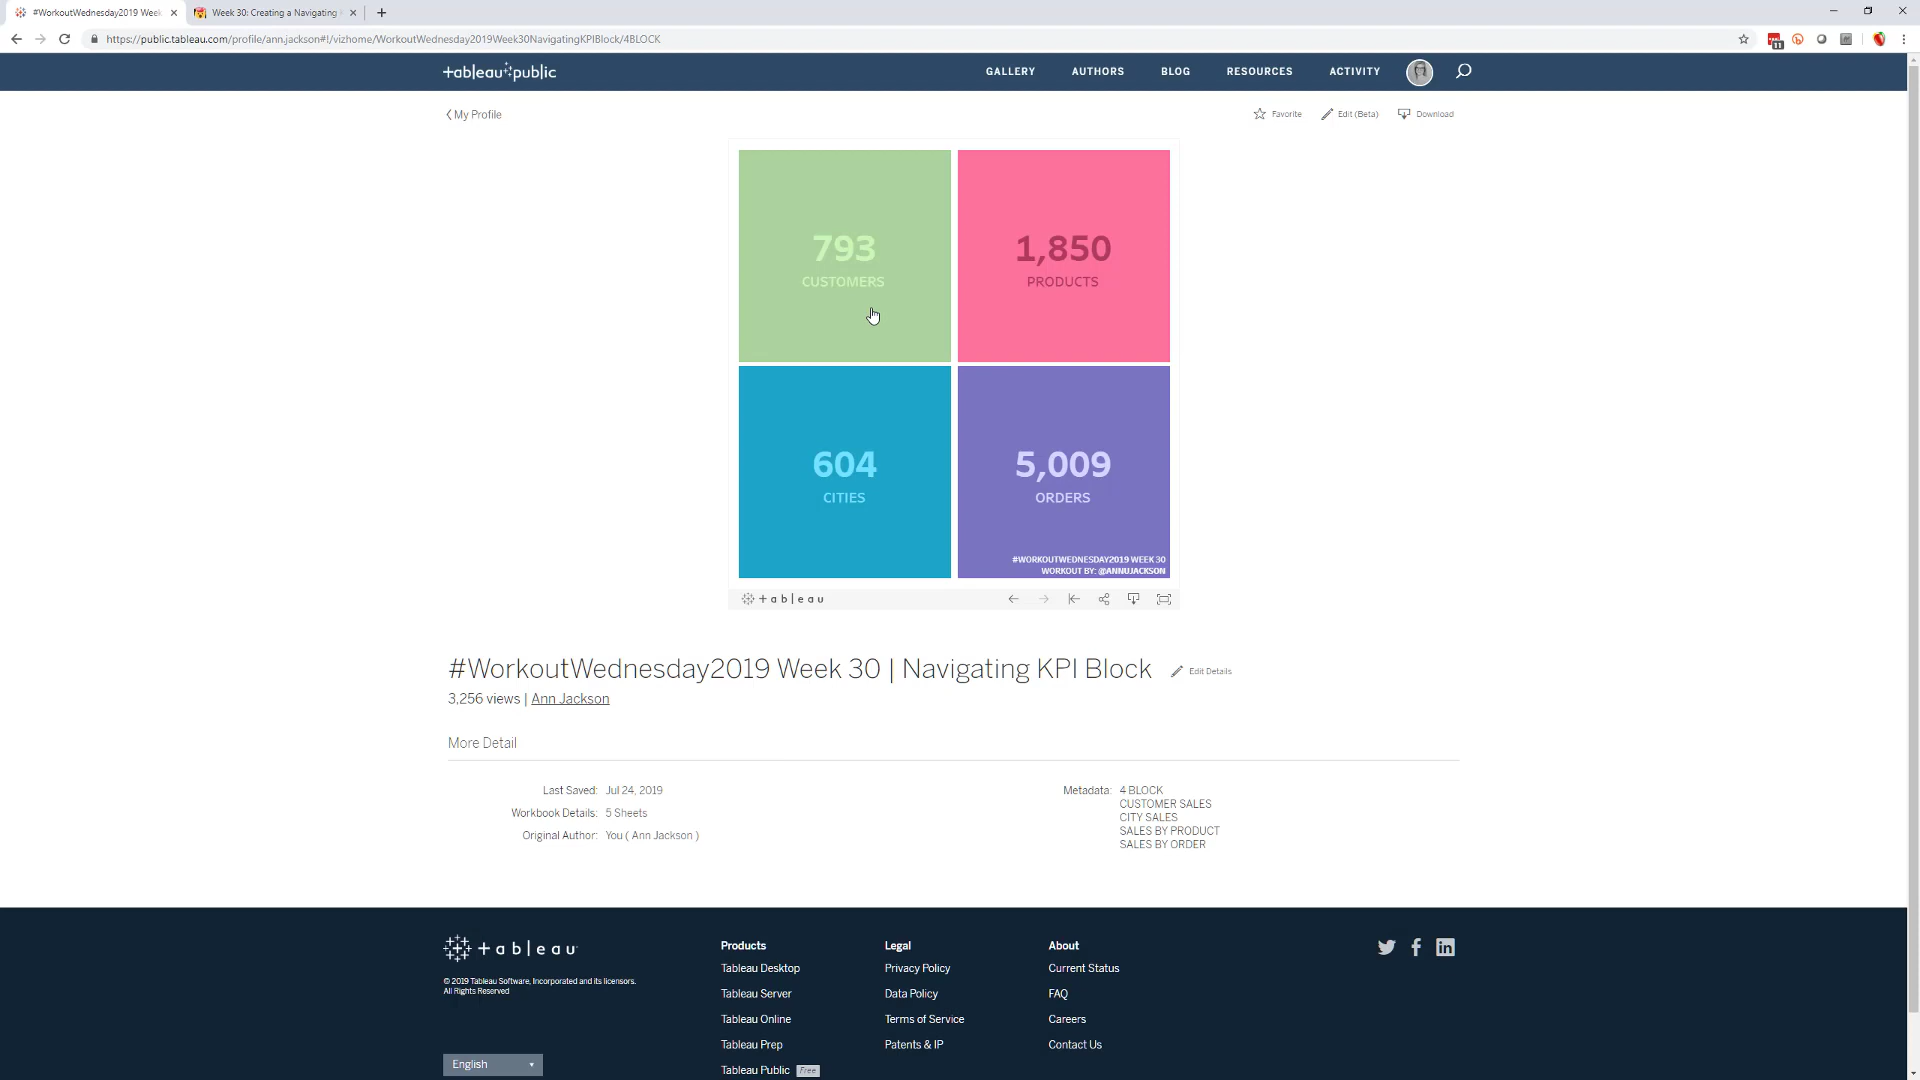 #WorkoutWednesday2019 Week
Week 30: Creating a Navigating
https://public.tableau.com/profile/ann.jackson#!/vizhome/WorkoutWednesday2019Week30NavigatingKPIBlock/4BLOCK
11
+ableau public
GALLERY
AUTHORS
BLOG
RESOURCES
ACTIVITY
My Profile
Favorite
Edit (Beta)
Download
793
CUSTOMERS
1,850
PRODUCTS
604
CITIES
5,009
ORDERS
#WORKOUTWEDNESDAY2019 WEEK 30
WORKOUT BY: @ANNUJACKSON
+ a b | e a u
#WorkoutWednesday2019 Week 30 | Navigating KPI Block
Edit Details
3,256 views | Ann Jackson
More Detail
Last Saved: Jul 24, 2019
Workbook Details: 5 Sheets
Original Author: You ( Ann Jackson )
Metadata: 4 BLOCK
CUSTOMER SALES
CITY SALES
SALES BY PRODUCT
SALES BY ORDER
+ a b | e a u
© 2019 Tableau Software, Incorporated and its licensors.
All Rights Reserved
English
Products
Tableau Desktop
Tableau Server
Tableau Online
Tableau Prep
Tableau Public Free
Legal
Privacy Policy
Data Policy
Terms of Service
Patents & IP
About
Current Status
FAQ
Careers
Contact Us